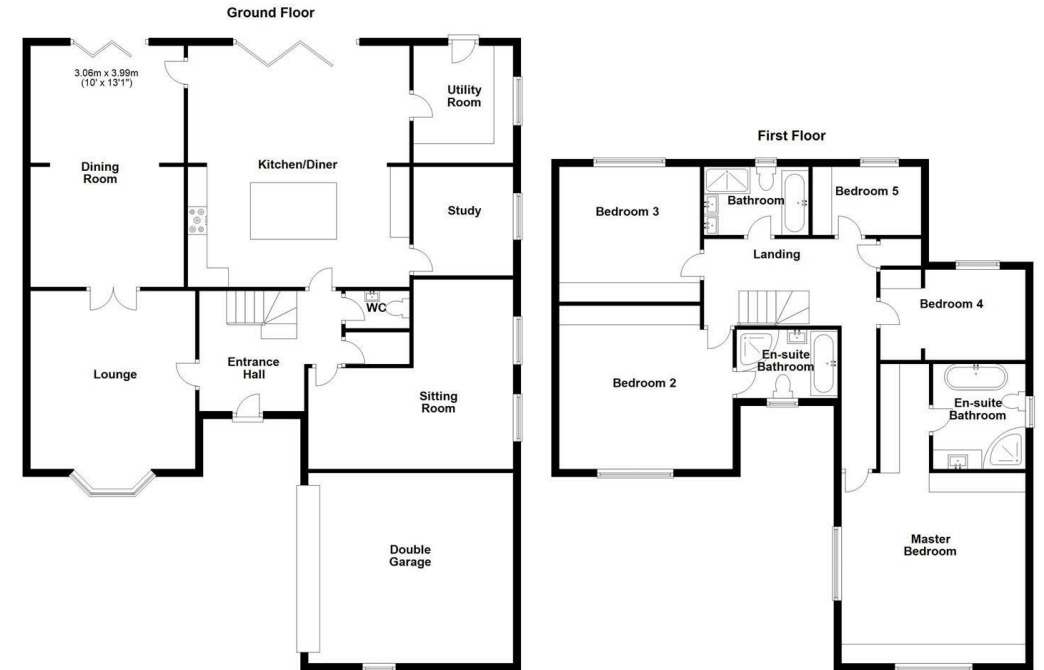 Ground Floor
3.06m x 3.99m
(10' x 13'1")
Utility
Room
Dining
Room
Kitchen/Diner
Study
WC
Lounge
Entrance
Hall
Sitting
Room
Double
Garage
First Floor
Bedroom 3
Bathroom
Bedroom 5
Landing
Bedroom 4
Bedroom 2
En-suite
Bathroom
En-suite
Bathroom
Master
Bedroom